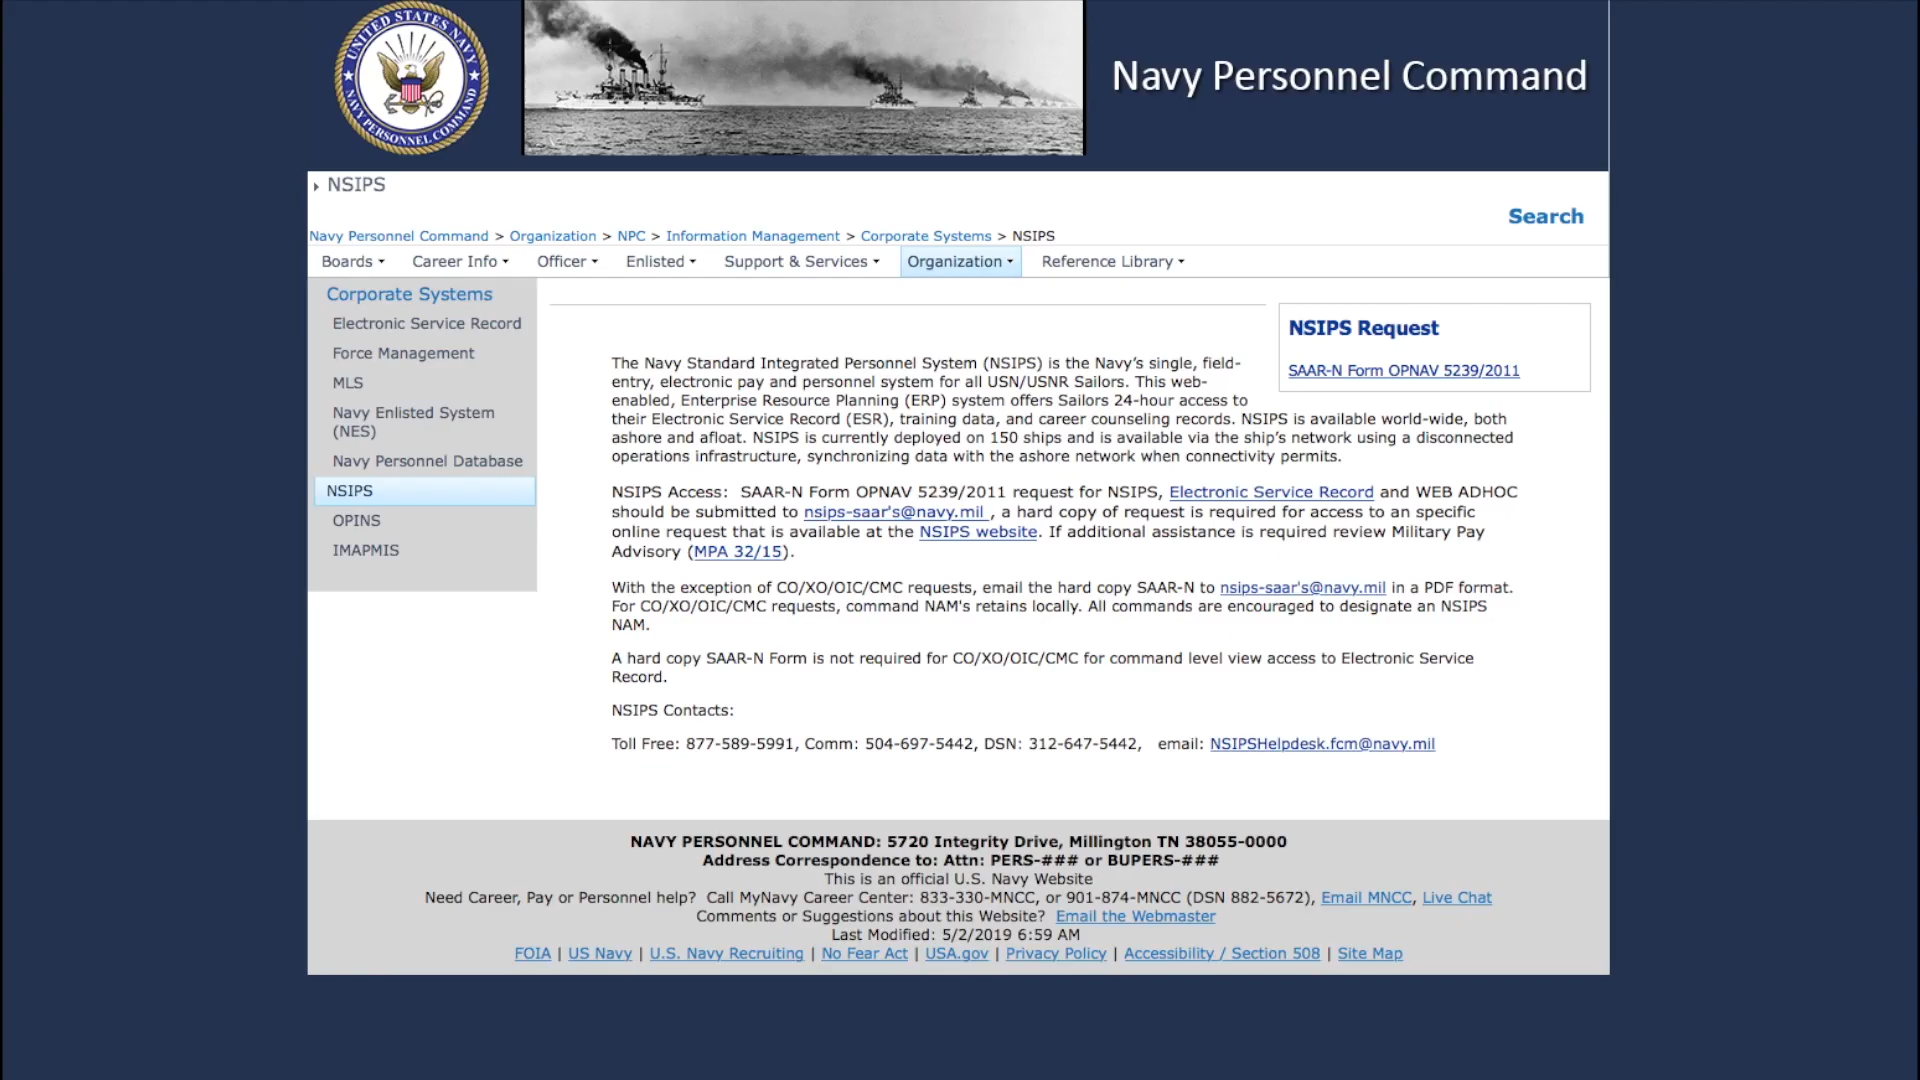 UNITED STATES NAVY
NAVY PERSONNEL COMMAND
Navy Personnel Command
NSIPS
Search
Navy Personnel Command > Organization > NPC > Information Management > Corporate Systems > NSIPS
Boards Career Info Officer Enlisted Support & Services Organization Reference Library
Corporate Systems
Electronic Service Record
Force Management
MLS
Navy Enlisted System
(NES)
Navy Personnel Database
NSIPS
OPINS
IMAPMIS
NSIPS Request
SAAR-N Form OPNAV 5239/2011
The Navy Standard Integrated Personnel System (NSIPS) is the Navy’s single, field-
entry, electronic pay and personnel system for all USN/USNR Sailors. This web-
enabled, Enterprise Resource Planning (ERP) system offers Sailors 24-hour access to
their Electronic Service Record (ESR), training data, and career counseling records. NSIPS is available world-wide, both
ashore and afloat. NSIPS is currently deployed on 150 ships and is available via the ship’s network using a disconnected
operations infrastructure, synchronizing data with the ashore network when connectivity permits.
NSIPS Access: SAAR-N Form OPNAV 5239/2011 request for NSIPS, Electronic Service Record and WEB ADHOC
should be submitted to nsips-saar's@navy.mil , a hard copy of request is required for access to an specific
online request that is available at the NSIPS website. If additional assistance is required review Military Pay
Advisory (MPA 32/15).
With the exception of CO/XO/OIC/CMC requests, email the hard copy SAAR-N to nsips-saar's@navy.mil in a PDF format.
For CO/XO/OIC/CMC requests, command NAM's retains locally. All commands are encouraged to designate an NSIPS
NAM.
A hard copy SAAR-N Form is not required for CO/XO/OIC/CMC for command level view access to Electronic Service
Record.
NSIPS Contacts:
Toll Free: 877-589-5991, Comm: 504-697-5442, DSN: 312-647-5442, email: NSIPSHelpdesk.fcm@navy.mil
NAVY PERSONNEL COMMAND: 5720 Integrity Drive, Millington TN 38055-0000
Address Correspondence to: Attn: PERS-### or BUPERS-###
This is an official U.S. Navy Website
Need Career, Pay or Personnel help? Call MyNavy Career Center: 833-330-MNCC, or 901-874-MNCC (DSN 882-5672), Email MNCC, Live Chat
Comments or Suggestions about this Website? Email the Webmaster
Last Modified: 5/2/2019 6:59 AM
FOIA | US Navy | U.S. Navy Recruiting | No Fear Act | USA.gov | Privacy Policy | Accessibility / Section 508 | Site Map